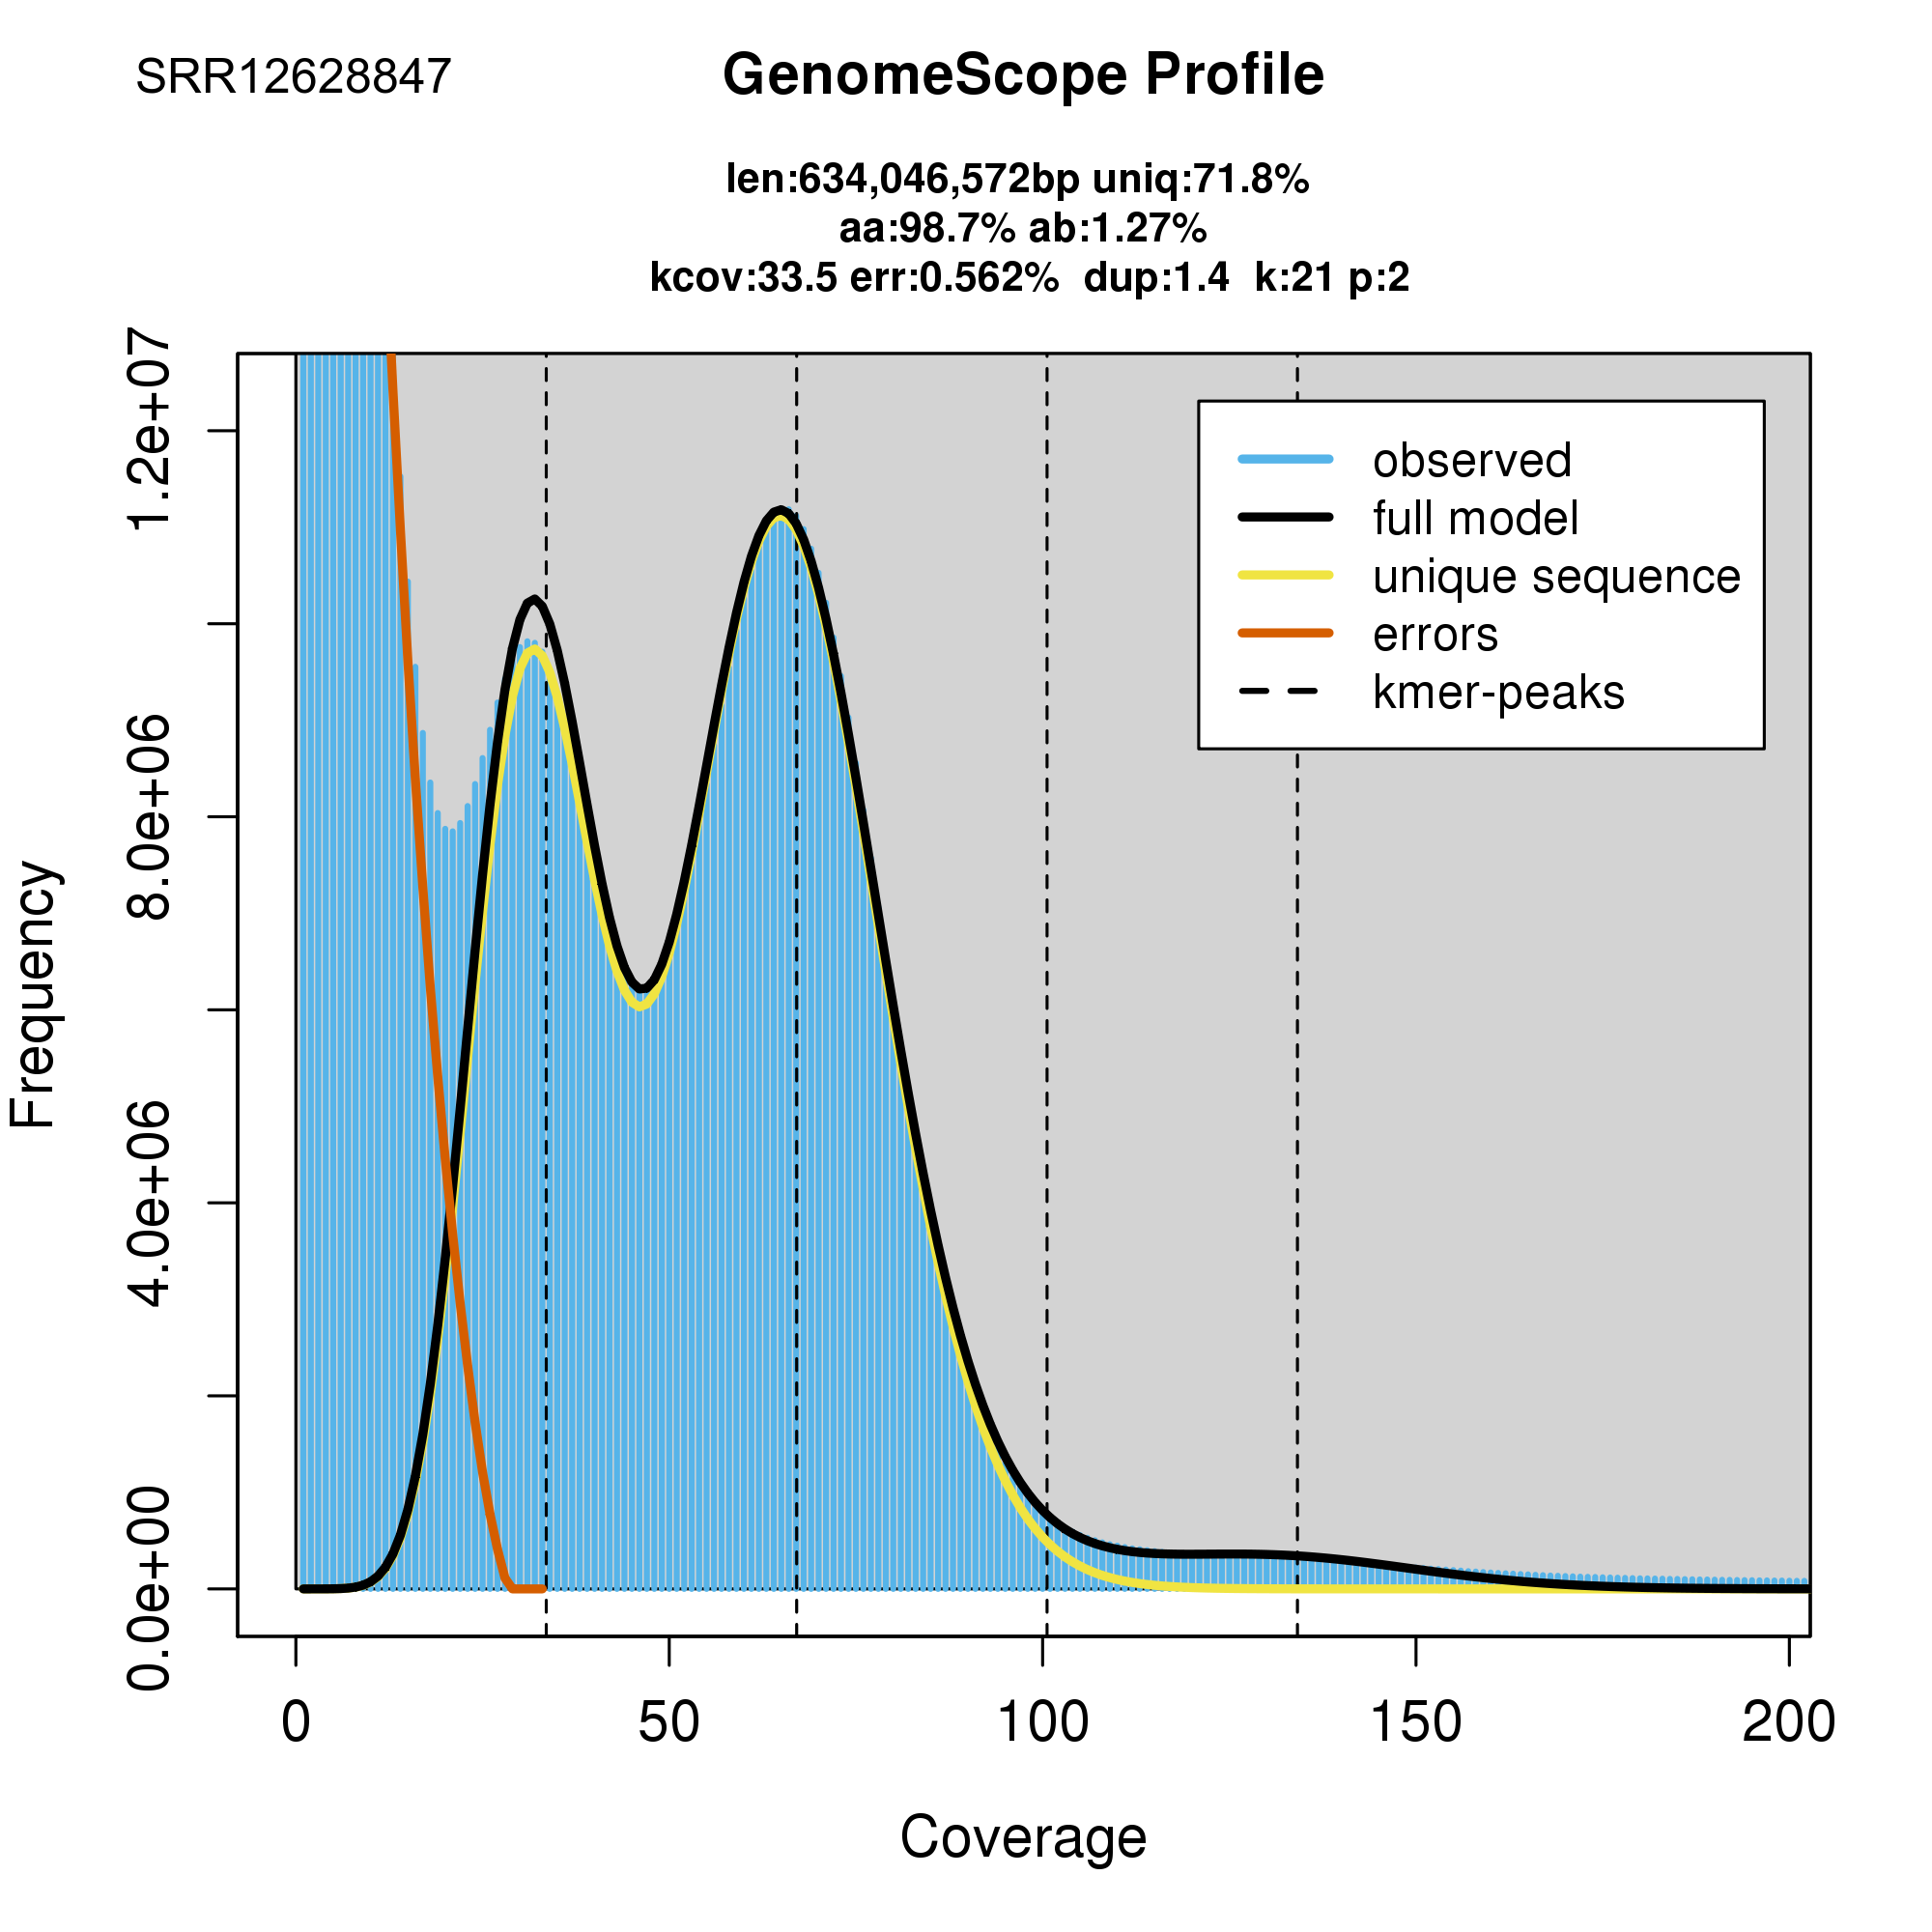 SRR12628847
GenomeScope Profile
len:634,046,572bp uniq:71.8%
aa:98.7% ab:1.27%
kcov:33.5 err:0.562%  dup:1.4  k:21 p:2
observed
full model
unique sequence
errors
kmer-peaks
Frequency
1.2e+07
8.0e+06
4.0e+06
0.0e+00
0 50 100 150 200
Coverage